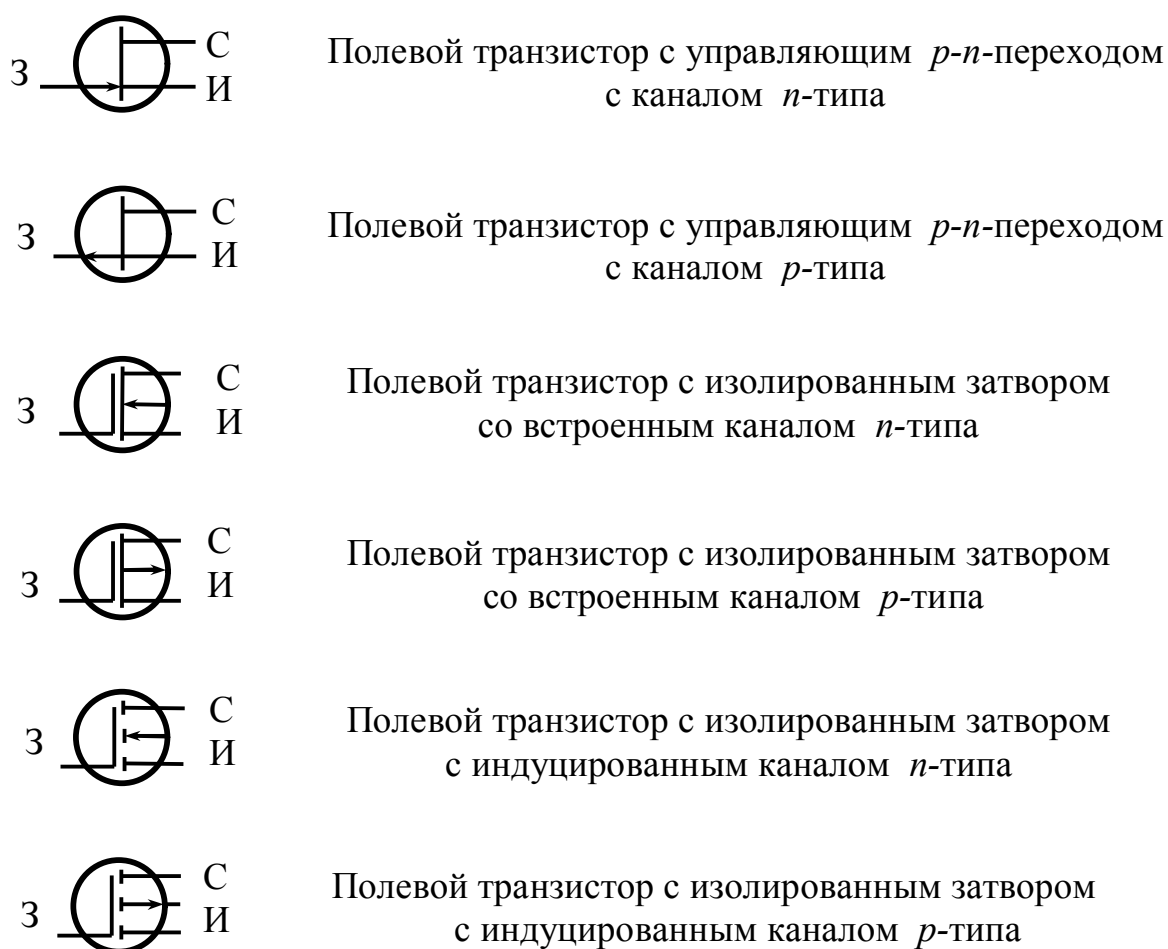 С
Полевой транзистор с управляющим p-n-переходом
З
И
с каналом n-типа
С
Полевой транзистор с управляющим p-n-переходом
З
И
с каналом p-типа
С
Полевой транзистор с изолированным затвором
З
И
со встроенным каналом n-типа
С
Полевой транзистор с изолированным затвором
З
И
со встроенным каналом p-типа
С
Полевой транзистор с изолированным затвором
З
И
с индуцированным каналом n-типа
С
Полевой транзистор с изолированным затвором
З
И
с индуцированным каналом p-типа